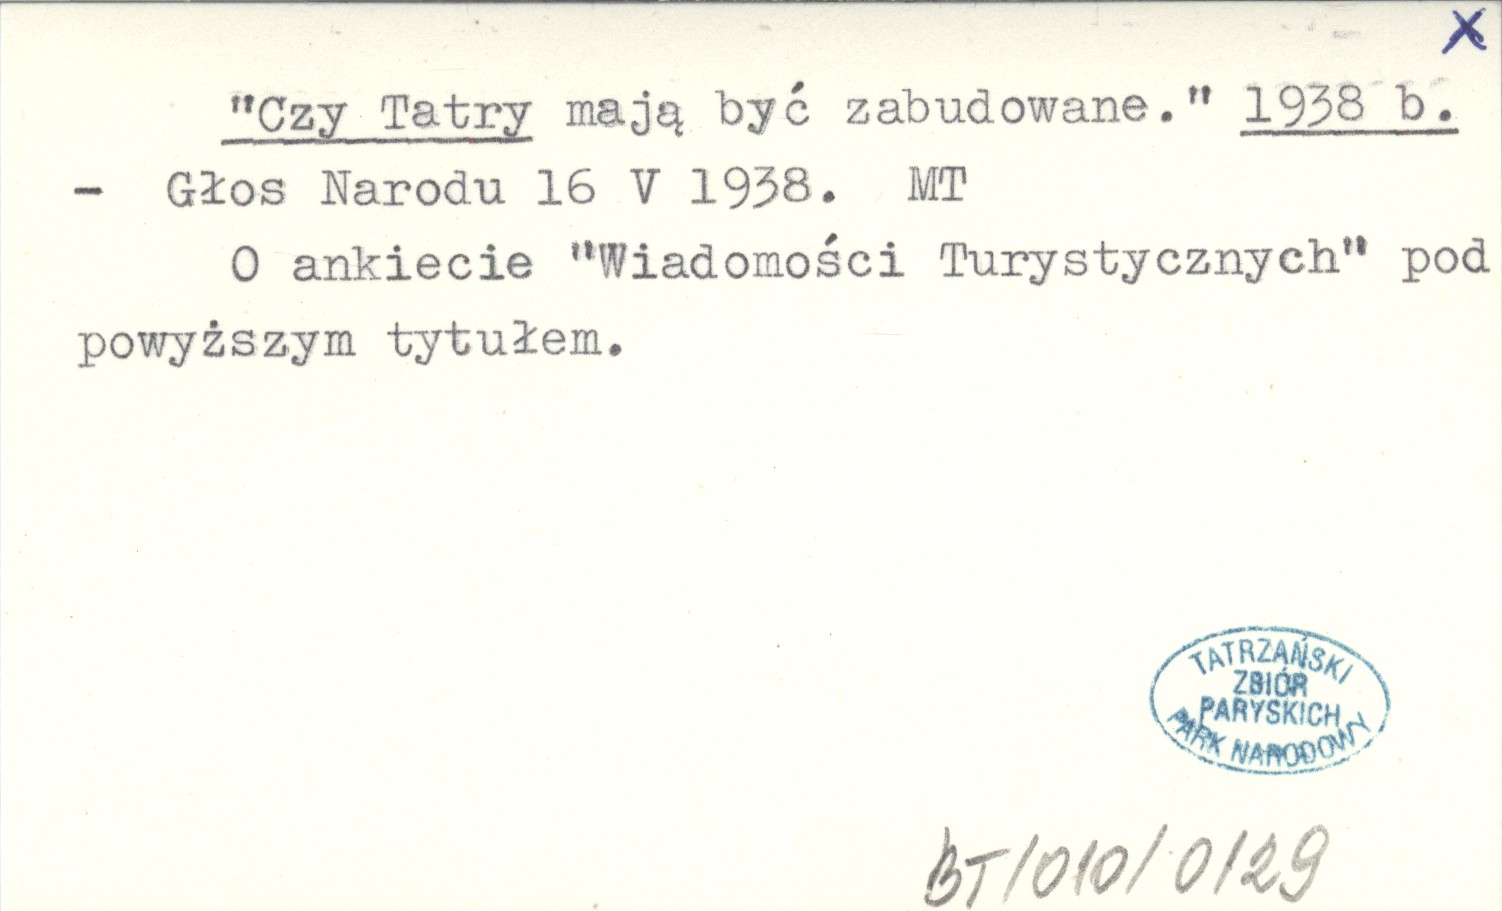 X
"Czy Tatry mają być zabudowane." 1938 b.
- Głos Narodu 16 V 1938. MT
O ankiecie "Wiadomości Turystycznych" pod
powyższym tytułem.
TATRZAŃSKI
ZBIÓR
PARYSKICH
PARK NARODOWY
BT/010/0129